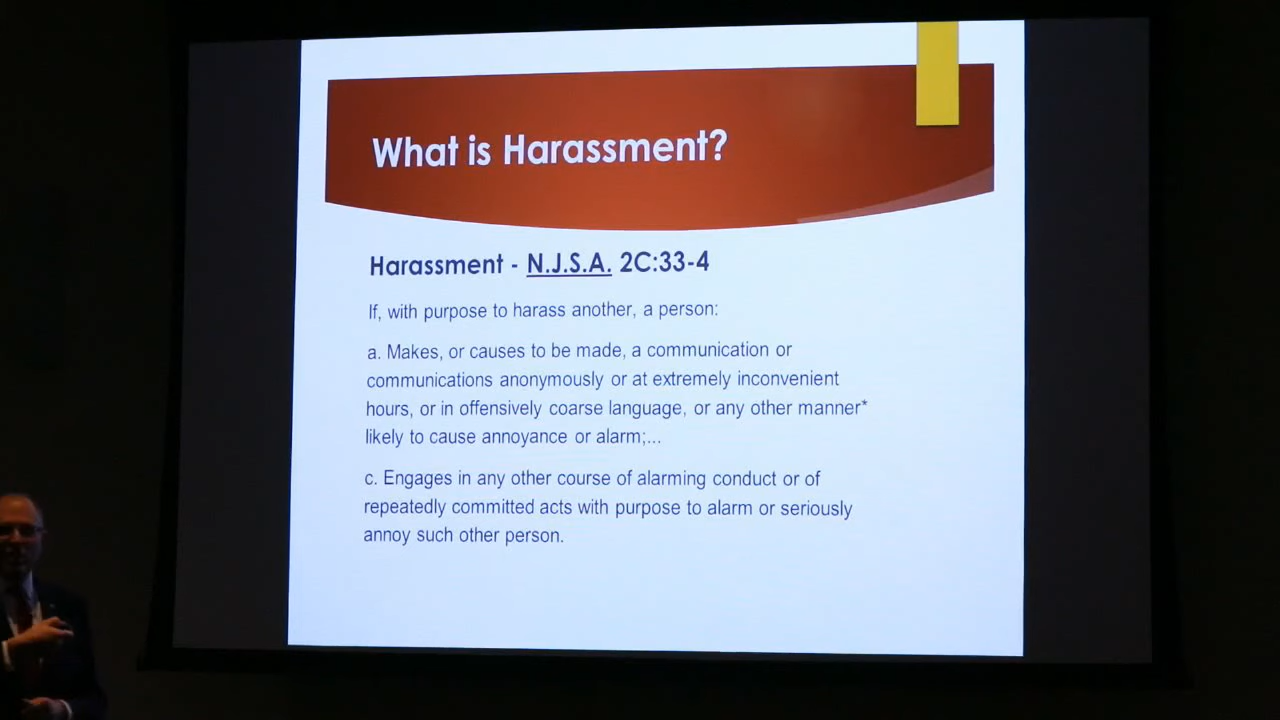 What is Harassment?
Harassment - N.J.S.A. 2C:33-4
If, with purpose to harass another, a person:
a. Makes, or causes to be made, a communication or
communications anonymously or at extremely inconvenient
hours, or in offensively coarse language, or any other manner*
likely to cause annoyance or alarm;...
c. Engages in any other course of alarming conduct or of
repeatedly committed acts with purpose to alarm or seriously
annoy such other person.